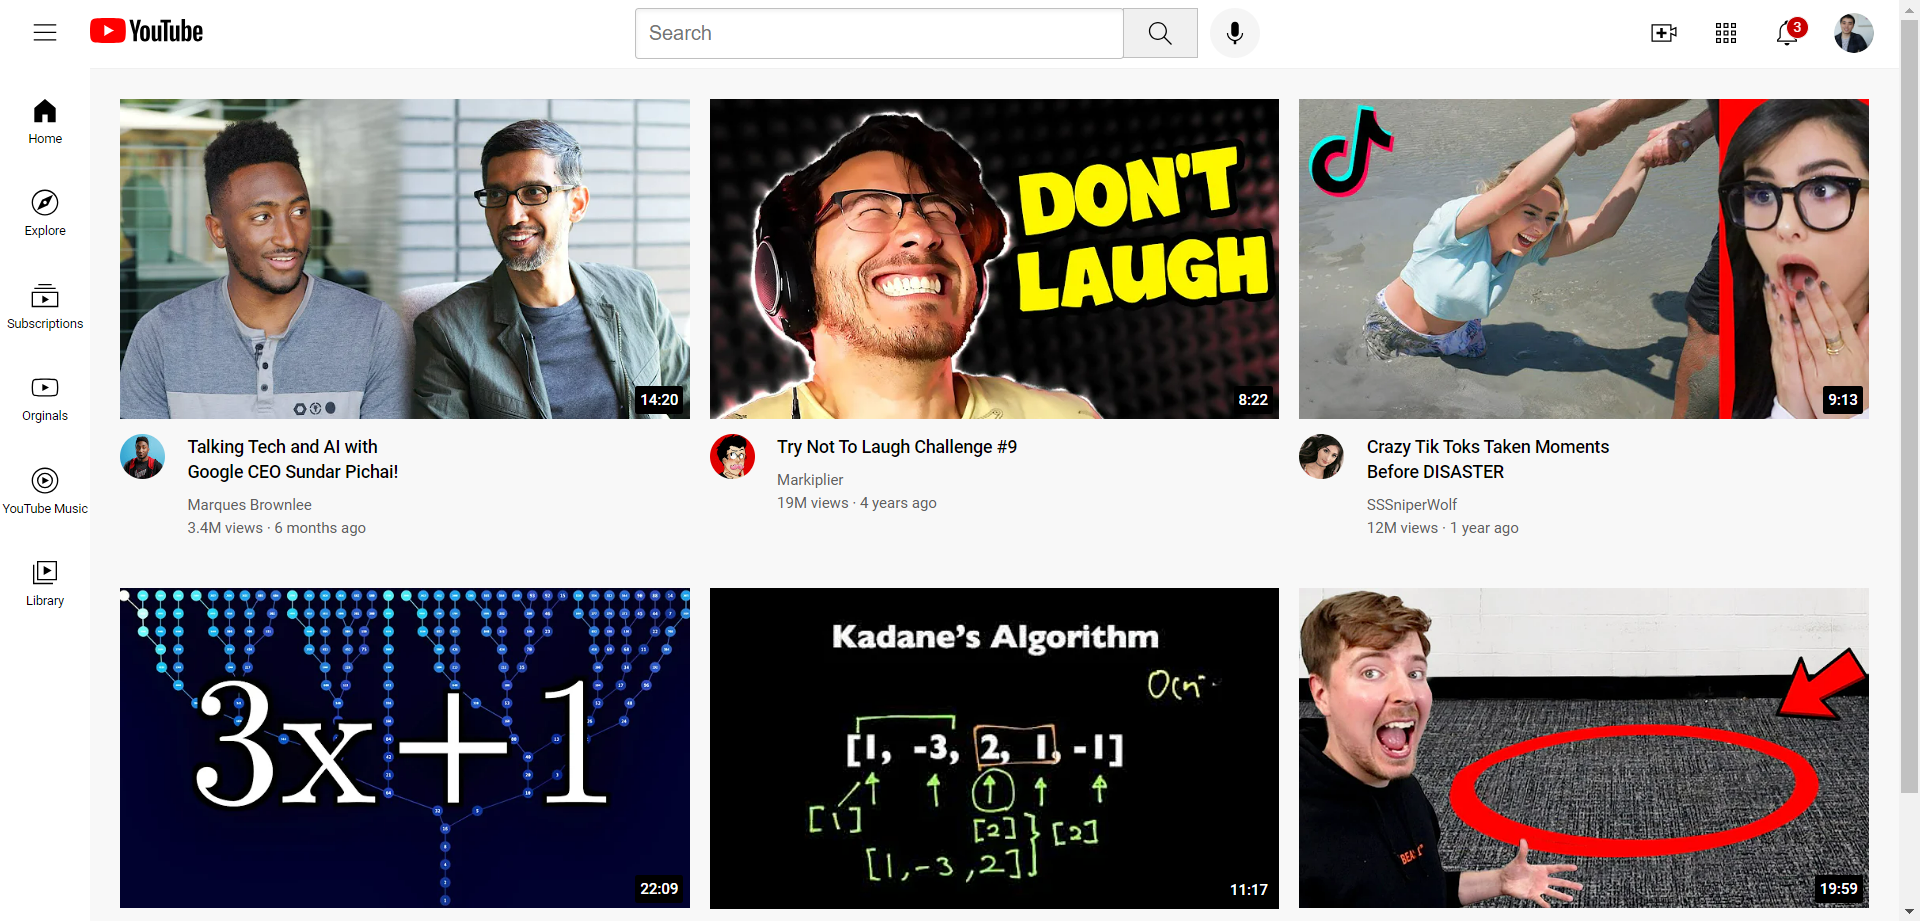 YouTube
Search
3
Home
Explore
Subscriptions
Orginals
YouTube Music
Library
DON'T
LAUGH
14:20
8:22
9:13
Talking Tech and AI with
Google CEO Sundar Pichai!
Marques Brownlee
3.4M views · 6 months ago
Try Not To Laugh Challenge #9
Markiplier
19M views · 4 years ago
Crazy Tik Toks Taken Moments
Before DISASTER
SSSniperWolf
12M views · 1 year ago
3x+1
22:09
Kadane's Algorithm
O(n
[1, -3, 2, 1, -1]
[1]
[2]
[2]
[1,-3,2]
11:17
19:59